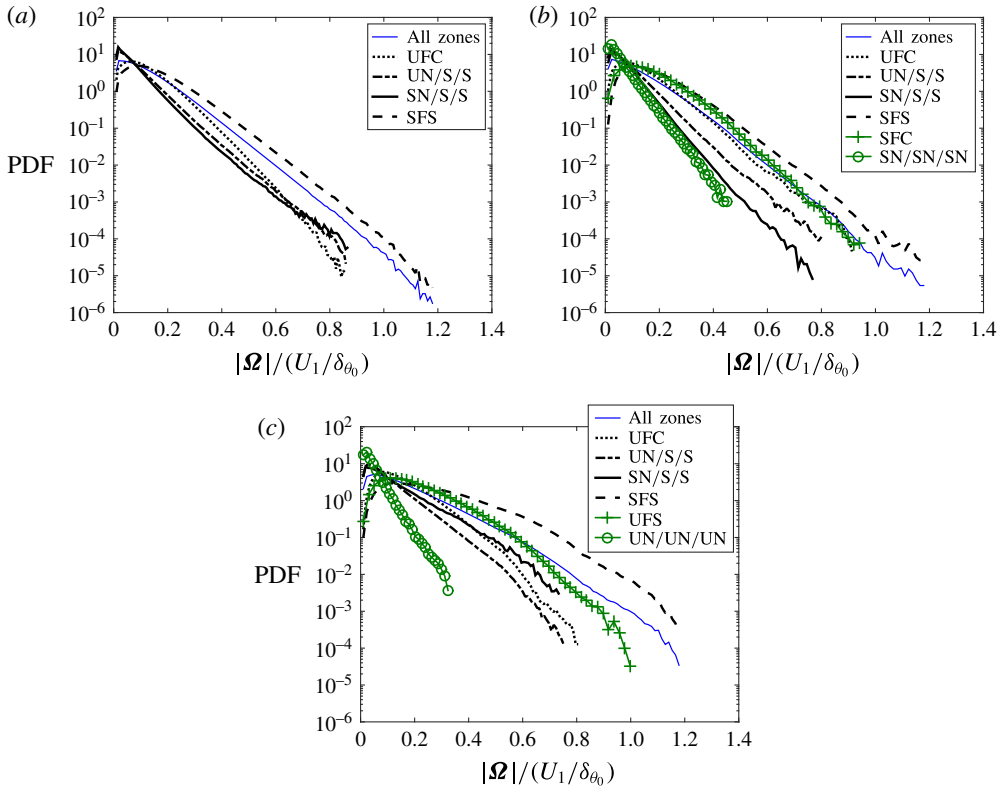 (a)
10^2
10^1
10^0
10^−1
10^−2
10^−3
10^−4
10^−5
10^−6
PDF
All zones
UFC
UN/S/S
SN/S/S
SFS
0 0.2 0.4 0.6 0.8 1.0 1.2 1.4
|Ω|/(U_1/δ_θ_0)
(b)
10^2
10^1
10^0
10^−1
10^−2
10^−3
10^−4
10^−5
10^−6
All zones
UFC
UN/S/S
SN/S/S
SFS
SFC
SN/SN/SN
0 0.2 0.4 0.6 0.8 1.0 1.2 1.4
|Ω|/(U_1/δ_θ_0)
(c)
10^2
10^1
10^0
10^−1
10^−2
10^−3
10^−4
10^−5
10^−6
PDF
All zones
UFC
UN/S/S
SN/S/S
SFS
UFS
UN/UN/UN
0 0.2 0.4 0.6 0.8 1.0 1.2 1.4
|Ω|/(U_1/δ_θ_0)